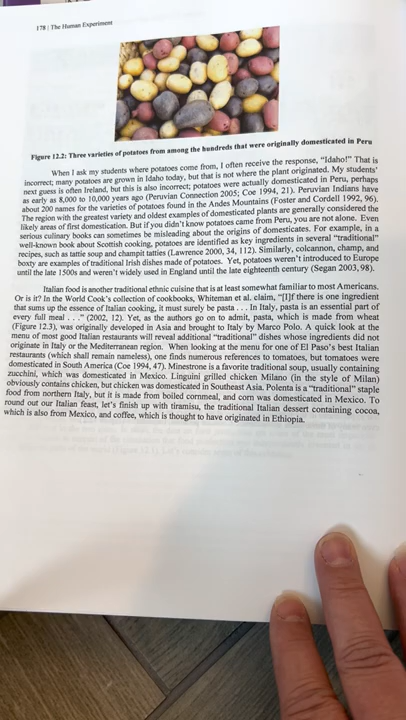 178 | The Human Experiment
Figure 12.2: Three varieties of potatoes from among the hundreds that were originally domesticated in Peru
When I ask my students where potatoes come from, I often receive the response, “Idaho!” That is
incorrect; many potatoes are grown in Idaho today, but that is not where the plant originated. My students’
next guess is often Ireland, but this is also incorrect; potatoes were actually domesticated in Peru, perhaps
as early as 8,000 to 10,000 years ago (Peruvian Connection 2005; Coe 1994, 21). Peruvian Indians have
about 200 names for the varieties of potatoes found in the Andes Mountains (Foster and Cordell 1992, 96).
The region with the greatest variety and oldest examples of domesticated plants are generally considered the
likely areas of first domestication. But if you didn’t know potatoes came from Peru, you are not alone. Even
serious culinary books can sometimes be misleading about the origins of domesticates. For example, in a
well-known book about Scottish cooking, potatoes are identified as key ingredients in several “traditional”
recipes, such as tattie soup and champit tatties (Lawrence 2000, 34, 112). Similarly, colcannon, champ, and
boxty are examples of traditional Irish dishes made of potatoes. Yet, potatoes weren’t introduced to Europe
until the late 1500s and weren’t widely used in England until the late eighteenth century (Segan 2003, 98).
Italian food is another traditional ethnic cuisine that is at least somewhat familiar to most Americans.
Or is it? In the World Cook’s collection of cookbooks, Whiteman et al. claim, “[I]f there is one ingredient
that sums up the essence of Italian cooking, it must surely be pasta . . . In Italy, pasta is an essential part of
every full meal . . .” (2002, 12). Yet, as the authors go on to admit, pasta, which is made from wheat
(Figure 12.3), was originally developed in Asia and brought to Italy by Marco Polo. A quick look at the
menu of most good Italian restaurants will reveal additional “traditional” dishes whose ingredients did not
originate in Italy or the Mediterranean region. When looking at the menu for one of El Paso’s best Italian
restaurants (which shall remain nameless), one finds numerous references to tomatoes, but tomatoes were
domesticated in South America (Coe 1994, 47). Minestrone is a favorite traditional soup, usually containing
zucchini, which was domesticated in Mexico. Linguini grilled chicken Milano (in the style of Milan)
obviously contains chicken, but chicken was domesticated in Southeast Asia. Polenta is a “traditional” staple
food from northern Italy, but it is made from boiled cornmeal, and corn was domesticated in Mexico. To
round out our Italian feast, let’s finish up with tiramisu, the traditional Italian dessert containing cocoa,
which is also from Mexico, and coffee, which is thought to have originated in Ethiopia.